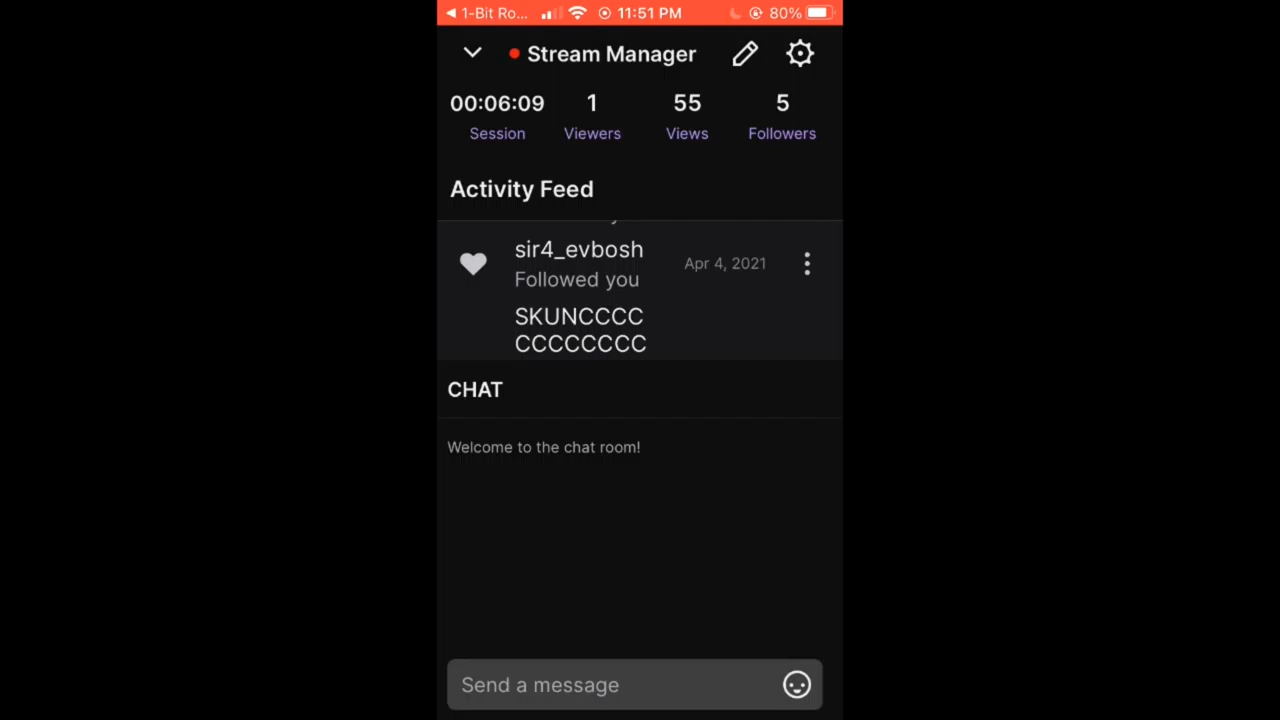 1-Bit Ro... 11:51 PM 80%
Stream Manager
00:06:09 1 55 5
Session Viewers Views Followers
Activity Feed
sir4_evbosh
Apr 4, 2021
Followed you
SKUNCCCC
CCCCCCCCC
CHAT
Welcome to the chat room!
Send a message